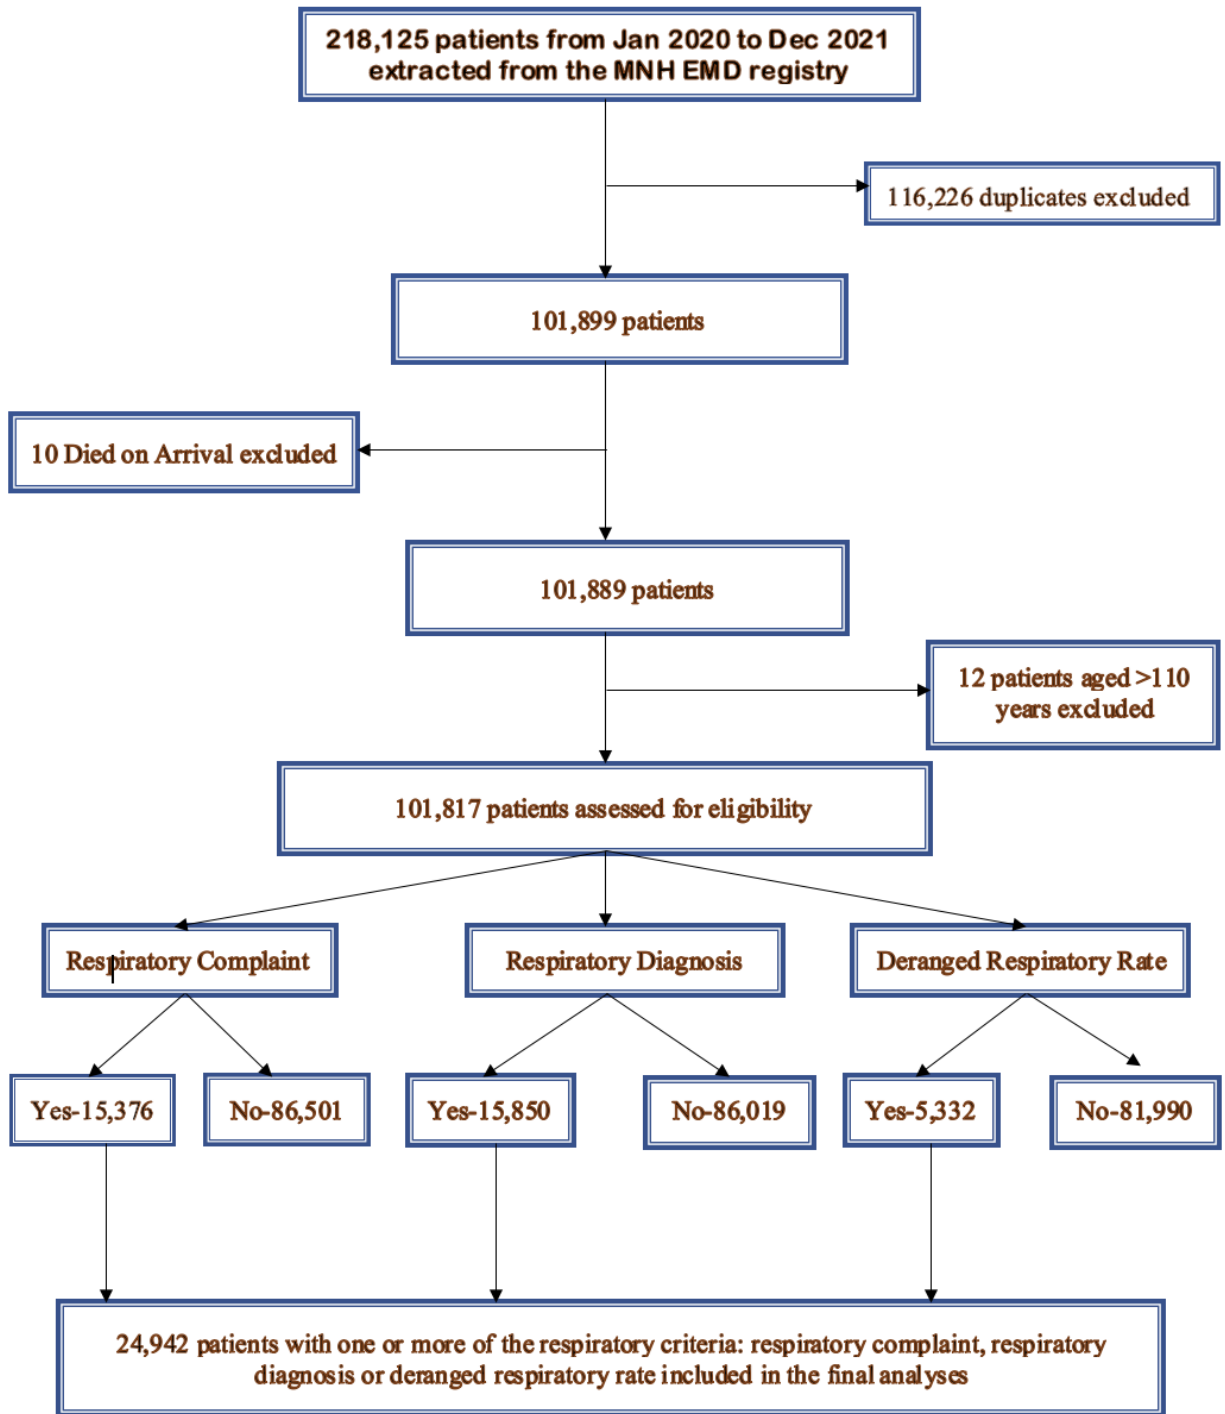 218,125 patients from Jan 2020 to Dec 2021
extracted from the MNH EMD registry
116,226 duplicates excluded
101,899 patients
10 Died on Arrival excluded
101,889 patients
12 patients aged >110
years excluded
101,817 patients assessed for eligibility
Respiratory Complaint
Respiratory Diagnosis
Deranged Respiratory Rate
Yes-15,376
No-86,501
Yes-15,850
No-86,019
Yes-5,332
No-81,990
24,942 patients with one or more of the respiratory criteria: respiratory complaint, respiratory
diagnosis or deranged respiratory rate included in the final analyses